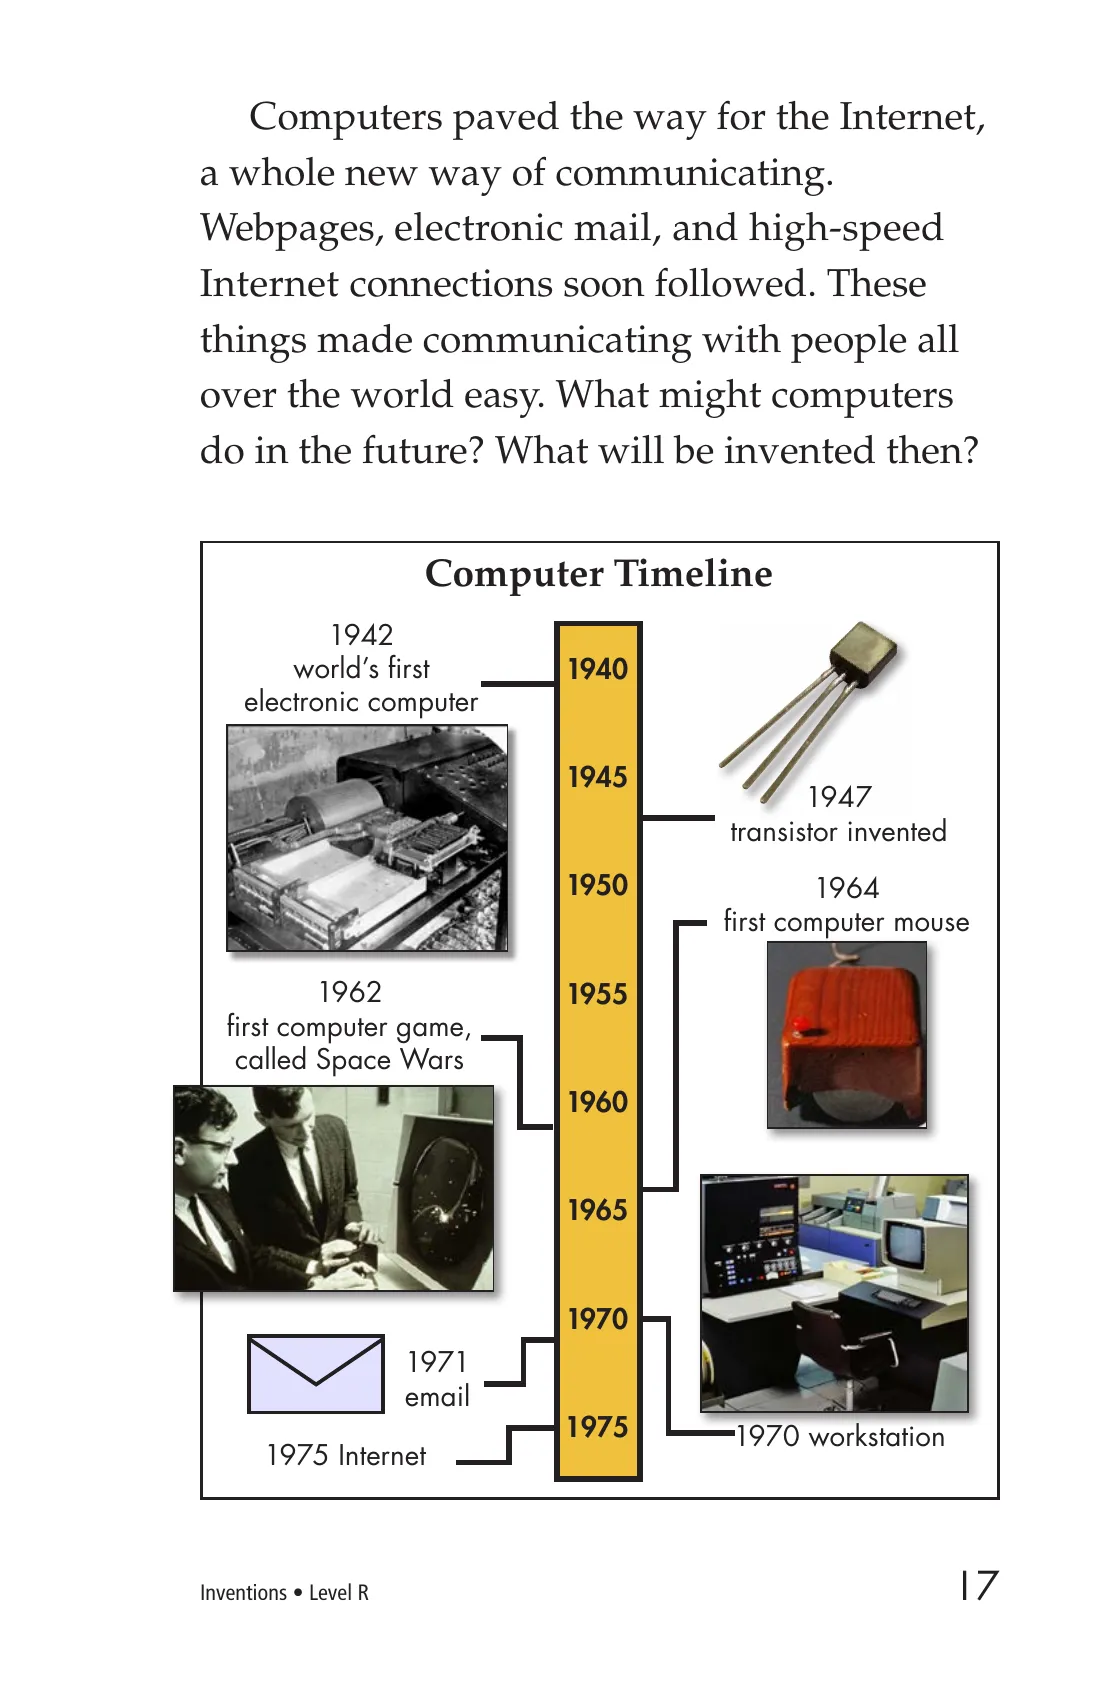 Computers paved the way for the Internet,
a whole new way of communicating.
Webpages, electronic mail, and high-speed
Internet connections soon followed. These
things made communicating with people all
over the world easy. What might computers
do in the future? What will be invented then?
Computer Timeline
1942
world’s first
electronic computer
1940
1945
1947
transistor invented
1950
1964
first computer mouse
1962
first computer game,
called Space Wars
1955
1960
1965
1970
1971
email
1975
1975 Internet
1970 workstation
Inventions • Level R
17